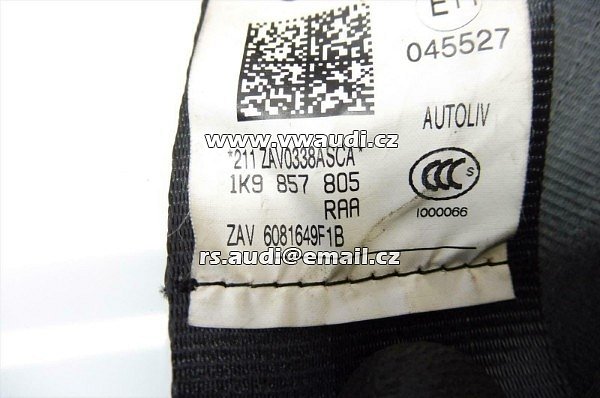 E11
045527
AUTOLIV
www.vwaudi.cz
*211 ZAV0338ASCA*
1K9 857 805
RAA
CCC S
1000066
ZAV 6081649F1B
rs.audi@email.cz